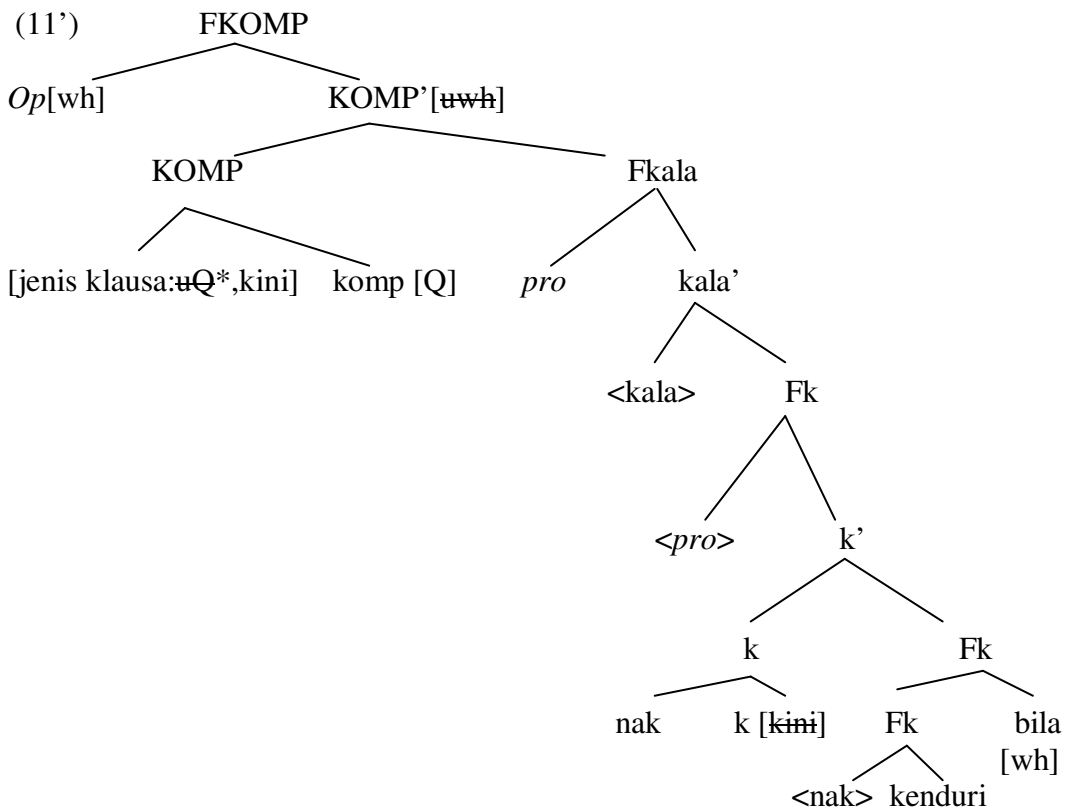 (11’) FKOMP
Op[wh] KOMP’[uwh]
KOMP Fkala
[jenis klausa:uQ*,kini] komp [Q] pro kala’
<kala> Fk
<pro> k’
k Fk
nak k [kini] Fk bila
[wh]
<nak> kenduri